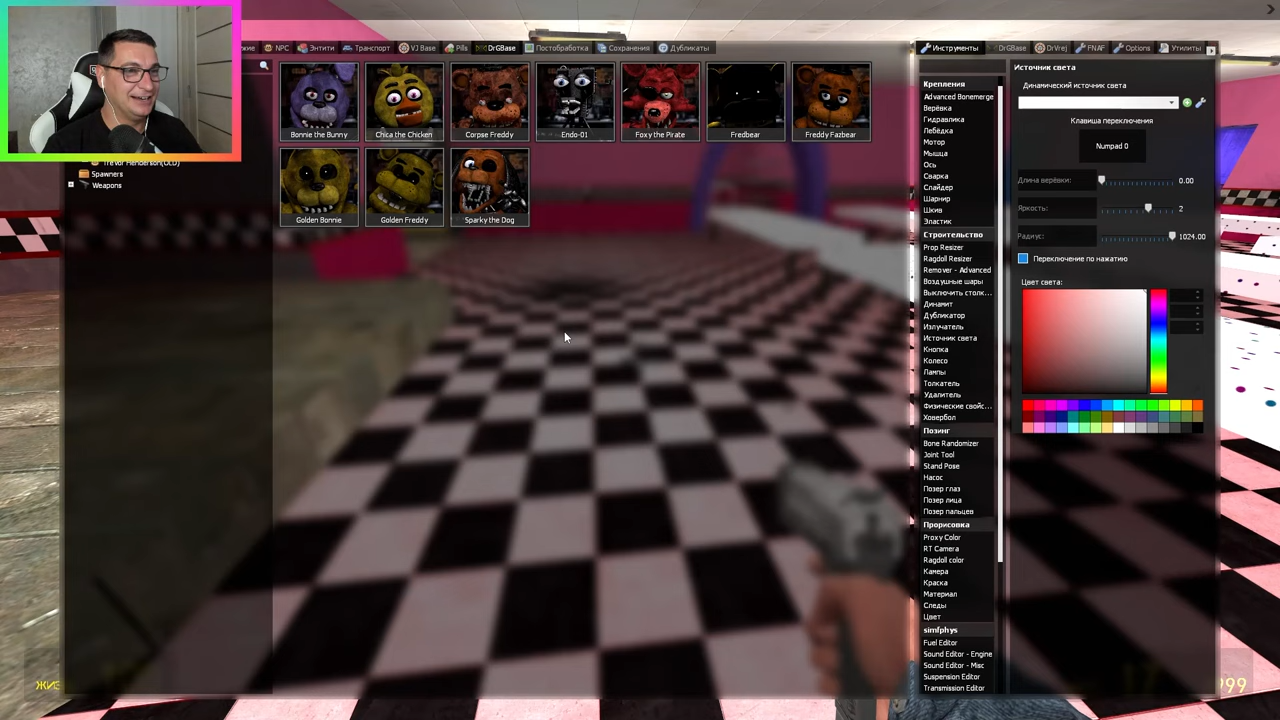 NPC
Энтити
Транспорт
VJ Base
Pills
DrGBase
Постобработка
Сохранения
Дубликаты
Инструменты
DrGBase
DrVrej
FNAF
Options
Утилиты
Bonnie the Bunny
Chica the Chicken
Corpse Freddy
Endo-01
Foxy the Pirate
Fredbear
Freddy Fazbear
Golden Bonnie
Golden Freddy
Sparky the Dog
Trevor Henderson(OLD)
Spawners
Weapons
Крепления
Advanced Bonemerge
Верёвка
Гидравлика
Лебёдка
Мотор
Мышца
Ось
Сварка
Слайдер
Шарнир
Шкив
Эластик
Строительство
Prop Resizer
Ragdoll Resizer
Remover - Advanced
Воздушные шары
Выключить столк...
Динамит
Дубликатор
Излучатель
Источник света
Кнопка
Колесо
Лампы
Толкатель
Удалитель
Физические свойс...
Ховербол
Позинг
Bone Randomizer
Joint Tool
Stand Pose
Насос
Позер глаз
Позер лица
Позер пальцев
Прорисовка
Proxy Color
RT Camera
Ragdoll color
Камера
Краска
Материал
Следы
Цвет
simfphys
Fuel Editor
Sound Editor - Engine
Sound Editor - Misc
Suspension Editor
Transmission Editor
Источник света
Динамический источник света
Клавиша переключения
Numpad 0
Длина верёвки: 0.00
Яркость: 2
Радиус: 1024.00
Переключение по нажатию
Цвет света: